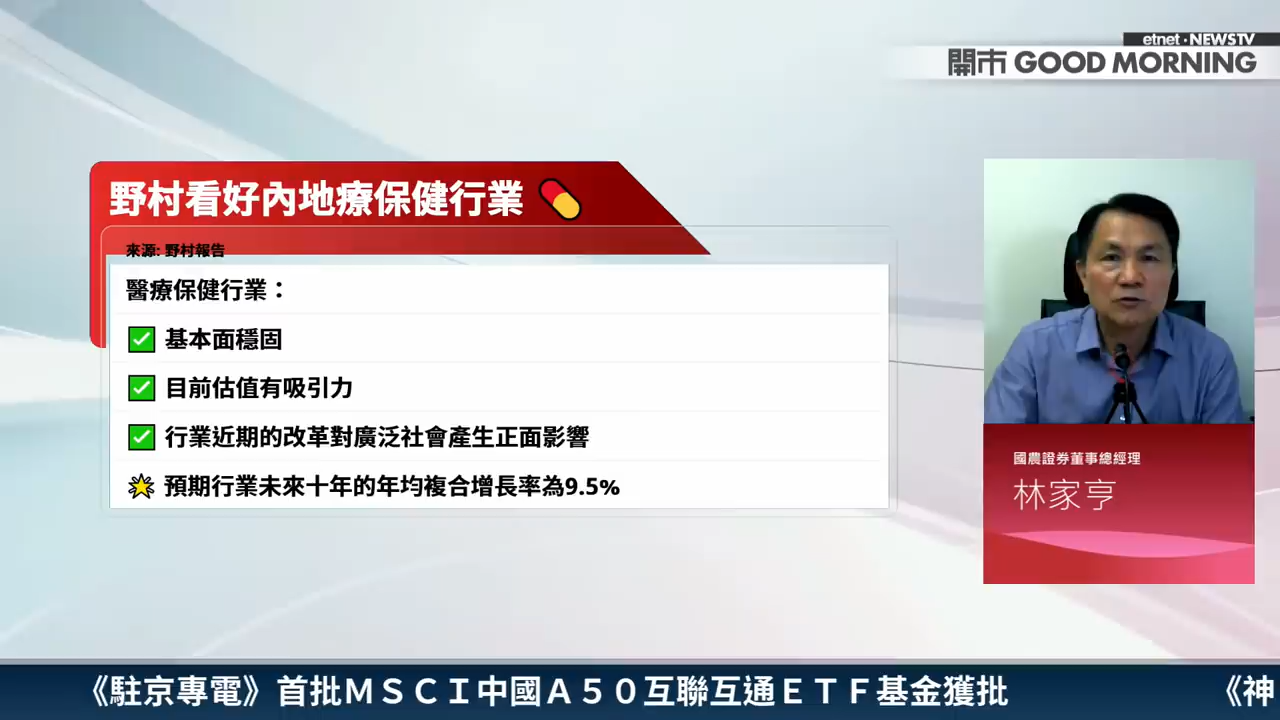 etnet·NEWSTV
開市 GOOD MORNING
野村看好內地療保健行業
來源: 野村報告
醫療保健行業：
基本面穩固
目前估值有吸引力
行業近期的改革對廣泛社會產生正面影響
預期行業未來十年的年均複合增長率為9.5%
國農證券董事總經理
林家亨
《駐京專電》首批ＭＳＣＩ中國Ａ５０互聯互通ＥＴＦ基金獲批
《神